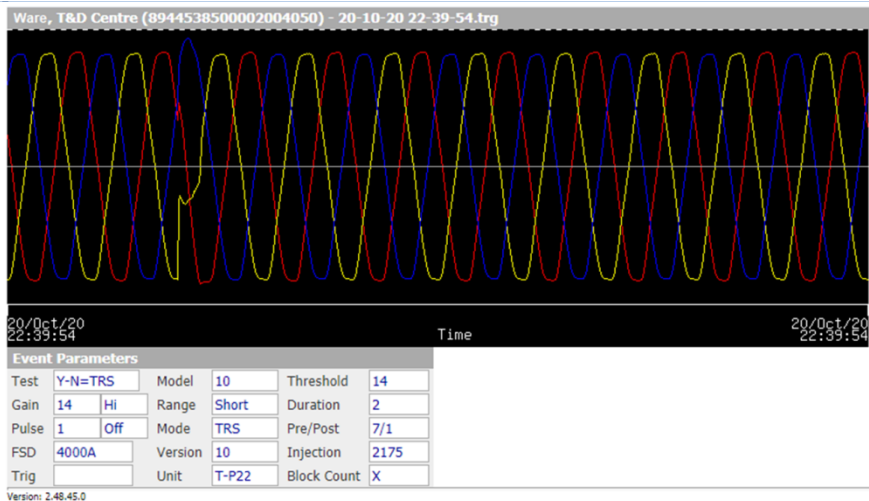 Ware, T&D Centre (8944538500002004050) - 20-10-20 22-39-54.trg
20/Oct/20 20/Oct/20
22:39:54 Time 22:39:54
Event Parameters
Test Y-N=TRS Model 10 Threshold 14
Gain 14 Hi Range Short Duration 2
Pulse 1 Off Mode TRS Pre/Post 7/1
FSD 4000A Version 10 Injection 2175
Trig Unit T-P22 Block Count X
Version: 2.48.45.0